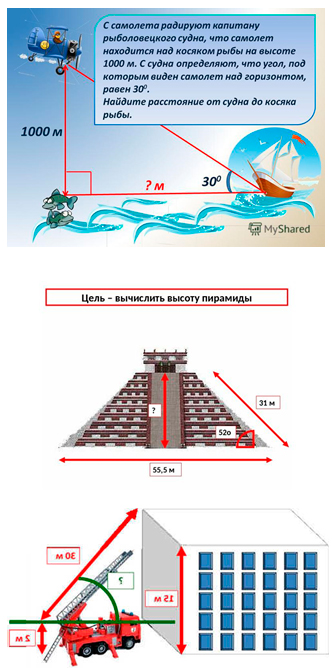 С самолета радируют капитану
рыболовецкого судна, что самолет
находится над косяком рыбы на высоте
1000 м. С судна определяют, что угол, под
которым виден самолет над горизонтом,
равен 30⁰.
Найдите расстояние от судна до косяка
рыбы.
1000 м
? м
30⁰
MyShared
Цель – вычислить высоту пирамиды
?
31 м
52о
55,5 м
30 м
?
15 м
2 м